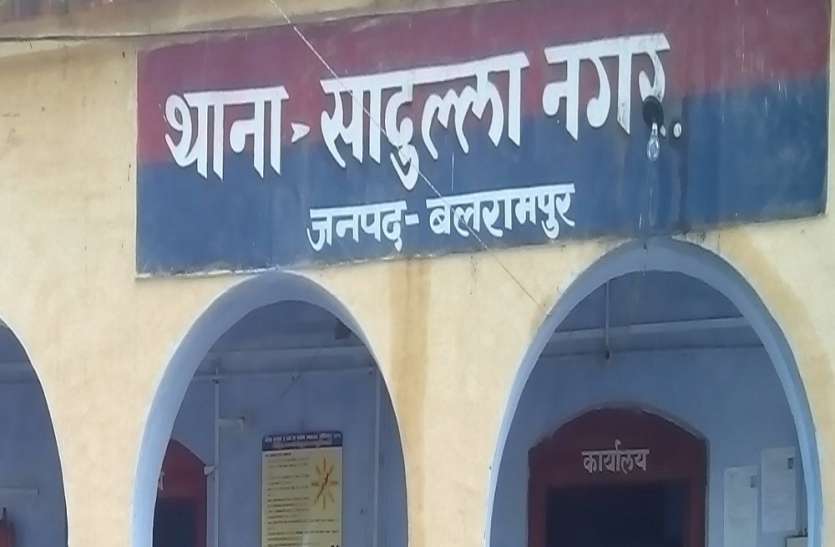 थाना > सादुल्ला नगर.
जनपद - बलरामपुर
कार्यालय